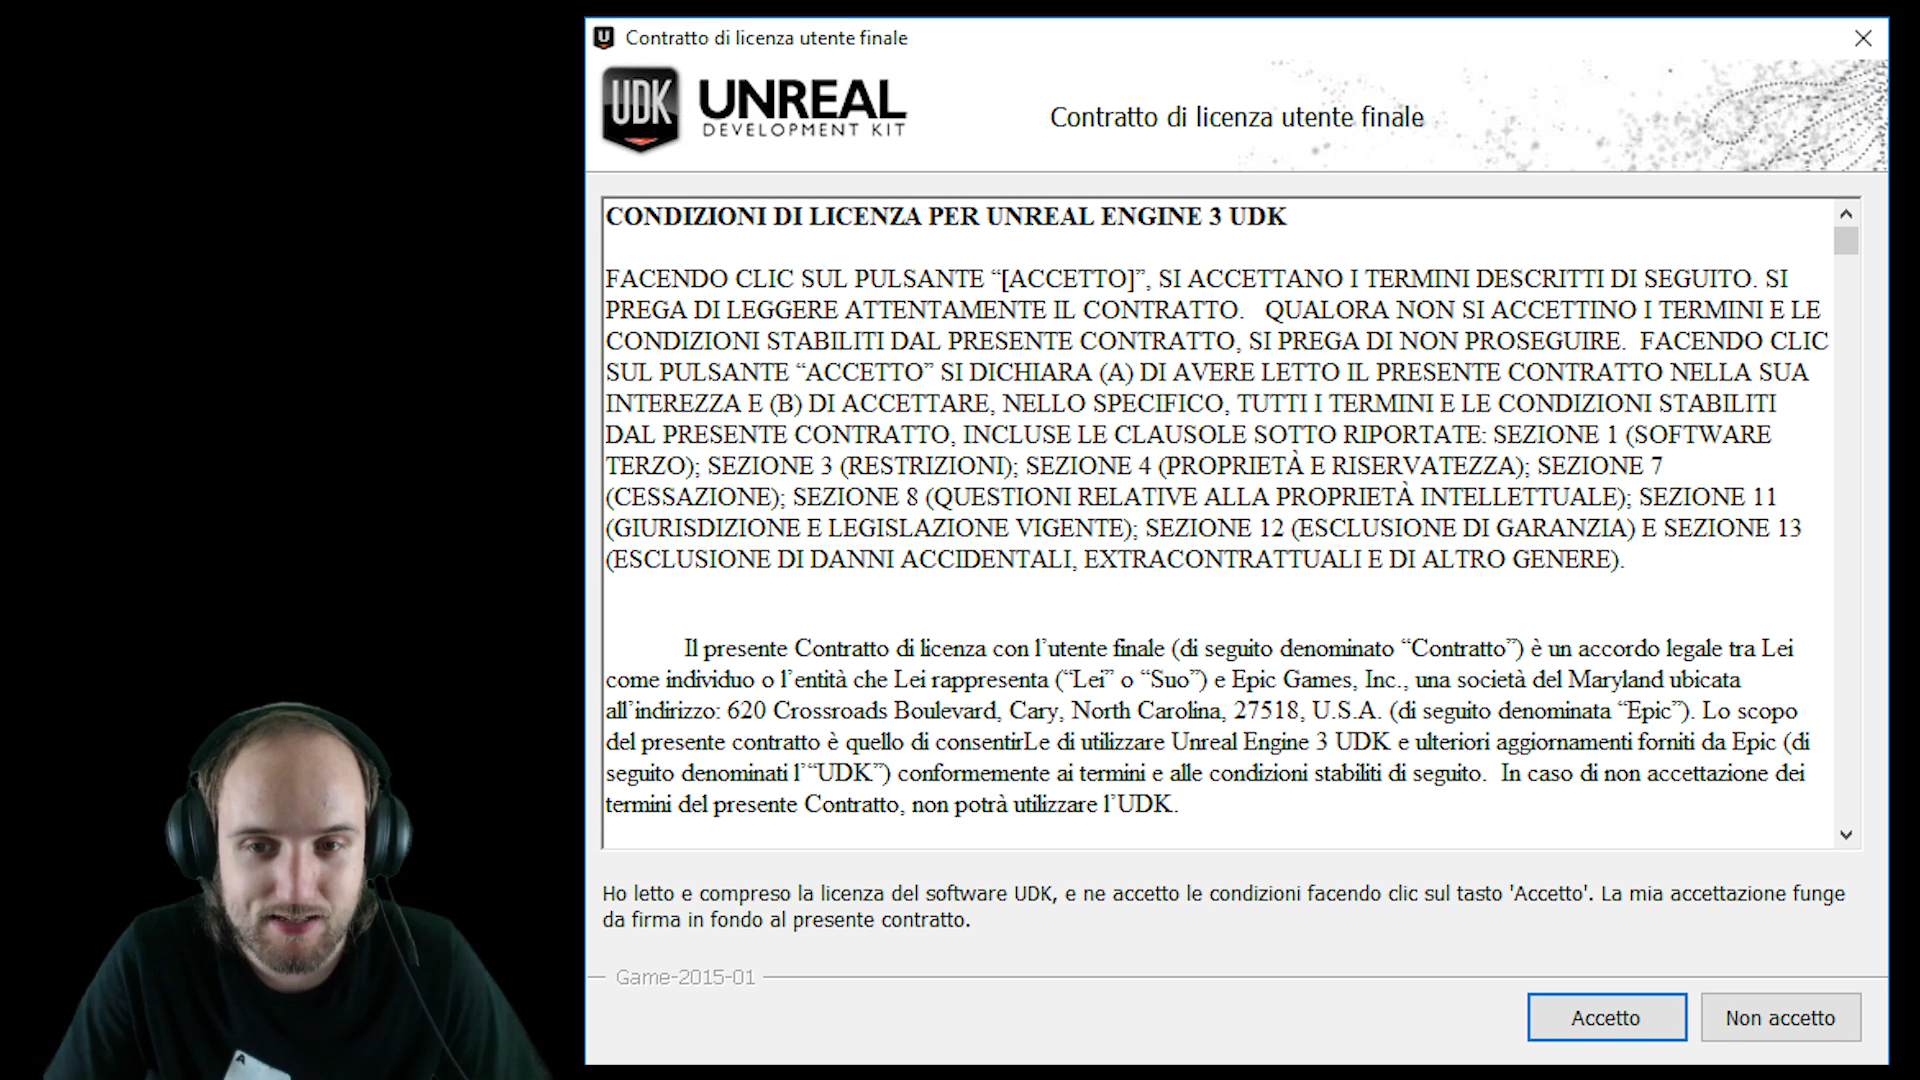 Contratto di licenza utente finale
UDK
UNREAL
DEVELOPMENT KIT
Contratto di licenza utente finale
CONDIZIONI DI LICENZA PER UNREAL ENGINE 3 UDK
FACENDO CLIC SUL PULSANTE “[ACCETTO]”, SI ACCETTANO I TERMINI DESCRITTI DI SEGUITO. SI
PREGA DI LEGGERE ATTENTAMENTE IL CONTRATTO. QUALORA NON SI ACCETTINO I TERMINI E LE
CONDIZIONI STABILITI DAL PRESENTE CONTRATTO, SI PREGA DI NON PROSEGUIRE. FACENDO CLIC
SUL PULSANTE “ACCETTO” SI DICHIARA (A) DI AVERE LETTO IL PRESENTE CONTRATTO NELLA SUA
INTEREZZA E (B) DI ACCETTARE, NELLO SPECIFICO, TUTTI I TERMINI E LE CONDIZIONI STABILITI
DAL PRESENTE CONTRATTO, INCLUSE LE CLAUSOLE SOTTO RIPORTATE: SEZIONE 1 (SOFTWARE
TERZO); SEZIONE 3 (RESTRIZIONI); SEZIONE 4 (PROPRIETÀ E RISERVATEZZA); SEZIONE 7
(CESSAZIONE); SEZIONE 8 (QUESTIONI RELATIVE ALLA PROPRIETÀ INTELLETTUALE); SEZIONE 11
(GIURISDIZIONE E LEGISLAZIONE VIGENTE); SEZIONE 12 (ESCLUSIONE DI GARANZIA) E SEZIONE 13
(ESCLUSIONE DI DANNI ACCIDENTALI, EXTRACONTRATTUALI E DI ALTRO GENERE).
Il presente Contratto di licenza con l’utente finale (di seguito denominato “Contratto”) è un accordo legale tra Lei
come individuo o l’entità che Lei rappresenta (“Lei” o “Suo”) e Epic Games, Inc., una società del Maryland ubicata
all’indirizzo: 620 Crossroads Boulevard, Cary, North Carolina, 27518, U.S.A. (di seguito denominata “Epic”). Lo scopo
del presente contratto è quello di consentirLe di utilizzare Unreal Engine 3 UDK e ulteriori aggiornamenti forniti da Epic (di
seguito denominati l’“UDK”) conformemente ai termini e alle condizioni stabiliti di seguito. In caso di non accettazione dei
termini del presente Contratto, non potrà utilizzare l’UDK.
Ho letto e compreso la licenza del software UDK, e ne accetto le condizioni facendo clic sul tasto 'Accetto'. La mia accettazione funge
da firma in fondo al presente contratto.
Game-2015-01
Accetto
Non accetto
A